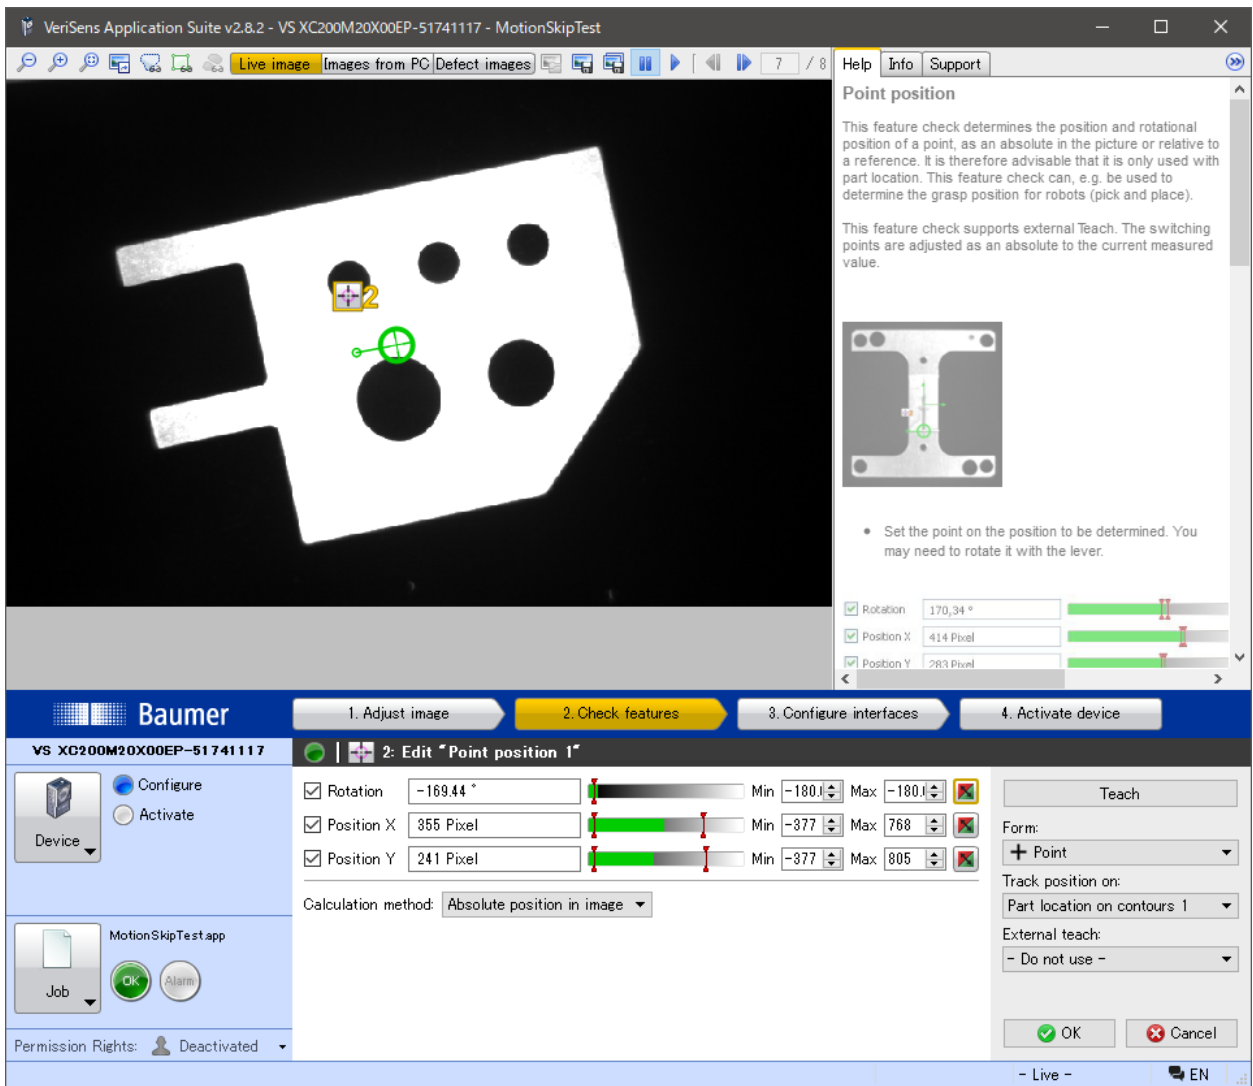 VeriSens Application Suite v2.8.2 - VS XC200M20X00EP-51741117 - MotionSkipTest
Live image Images from PC Defect images 7 / 8
Help Info Support
Point position
This feature check determines the position and rotational
position of a point, as an absolute in the picture or relative to
a reference. It is therefore advisable that it is only used with
part location. This feature check can, e.g. be used to
determine the grasp position for robots (pick and place).
This feature check supports external Teach. The switching
points are adjusted as an absolute to the current measured
value.
2
• Set the point on the position to be determined. You
may need to rotate it with the lever.
Rotation 170,34 °
Position X 414 Pixel
Position Y 283 Pixel
Baumer
1. Adjust image 2. Check features 3. Configure interfaces 4. Activate device
VS XC200M20X00EP-51741117
2: Edit "Point position 1"
Device
Configure
Activate
Rotation -169.44 ° Min -180.( Max -180.(
Position X 355 Pixel Min -377 Max 768
Position Y 241 Pixel Min -377 Max 805
Calculation method: Absolute position in image
Teach
Form:
Point
Track position on:
Part location on contours 1
External teach:
- Do not use -
Job
MotionSkipTest.app
OK Alarm
OK Cancel
Permission Rights: Deactivated
- Live - EN